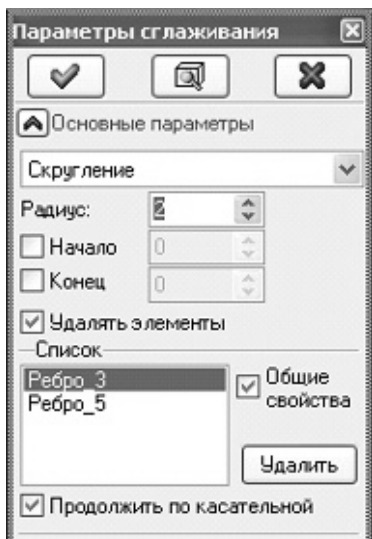 Параметры сглаживания
Основные параметры
Скругление
Радиус: 2
Начало 0
Конец 0
Удалять элементы
Список
Ребро_3
Ребро_5
Общие
свойства
Удалить
Продолжить по касательной